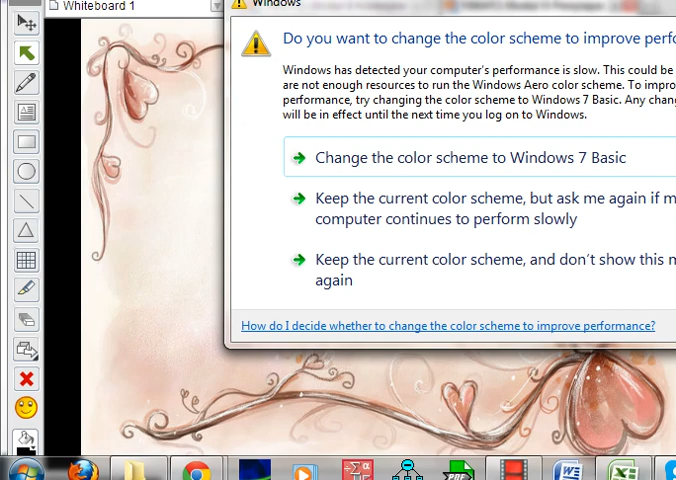 Whiteboard 1
Windows
Do you want to change the color scheme to improve
Windows has detected your computer's performance is slow. This could be
are not enough resources to run the Windows Aero color scheme. To
performance, try changing the color scheme to Windows 7 Basic. Any
will be in effect until the next time you log on to Windows.
Change the color scheme to Windows 7 Basic
Keep the current color scheme, but ask me again if
computer continues to perform slowly
Keep the current color scheme, and don't show this
again
How do I decide whether to change the color scheme to improve performance?
PDF